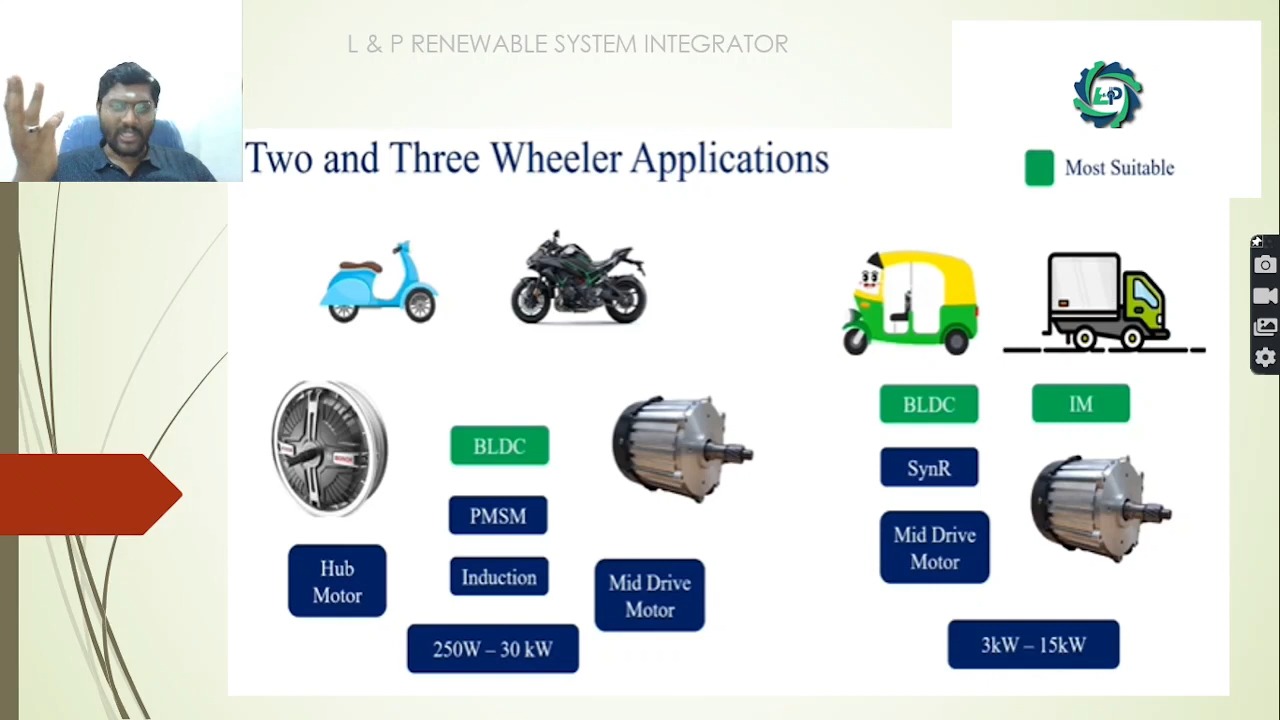 L & P RENEWABLE SYSTEM INTEGRATOR
L&P
Two and Three Wheeler Applications
Most Suitable
BLDC
IM
BLDC
SynR
PMSM
Mid Drive
Motor
Hub
Motor
Induction
Mid Drive
Motor
250W – 30 kW
3kW – 15kW